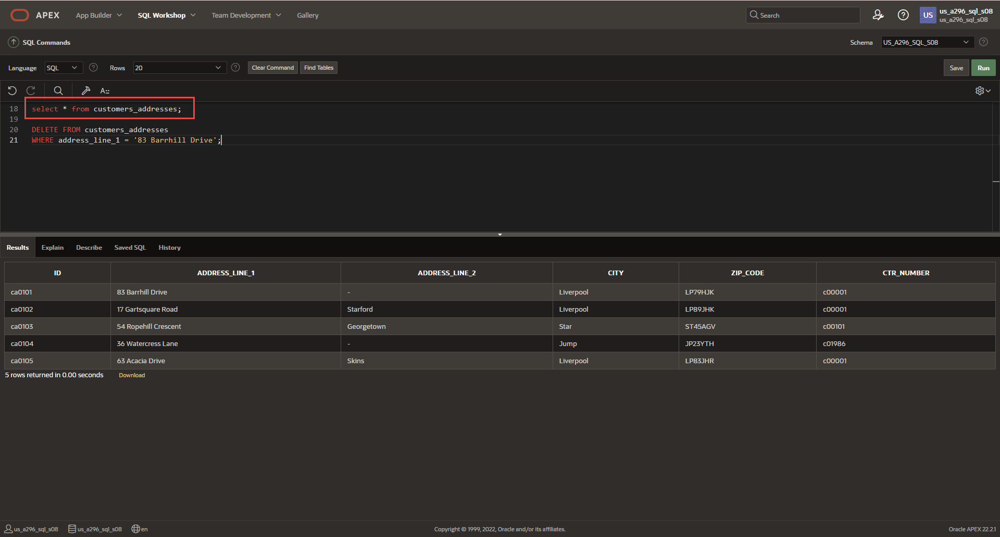 APEX App Builder SQL Workshop Team Development Gallery Search US us_a296_sql_s08
us_a296_sql_s08
SQL Commands Schema US_A296_SQL_S08
Language SQL Rows 20 Clear Command Find Tables Save Run
A
18 select * from customers_addresses;
19
20 DELETE FROM customers_addresses
21 WHERE address_line_1 = '83 Barrhill Drive';
Results Explain Describe Saved SQL History
ID ADDRESS_LINE_1 ADDRESS_LINE_2 CITY ZIP_CODE CTR_NUMBER
ca0101 83 Barrhill Drive - Liverpool LP79HJK c00001
ca0102 17 Gartsquare Road Starford Liverpool LP89JHK c00001
ca0103 54 Ropehill Crescent Georgetown Star ST45AGV c00101
ca0104 36 Watercress Lane - Jump JP23YTH c01986
ca0105 63 Acacia Drive Skins Liverpool LP83JHR c00001
5 rows returned in 0.00 seconds Download
us_a296_sql_s08 us_a296_sql_s08 en Copyright © 1999, 2022, Oracle and/or its affiliates. Oracle APEX 22.2.1